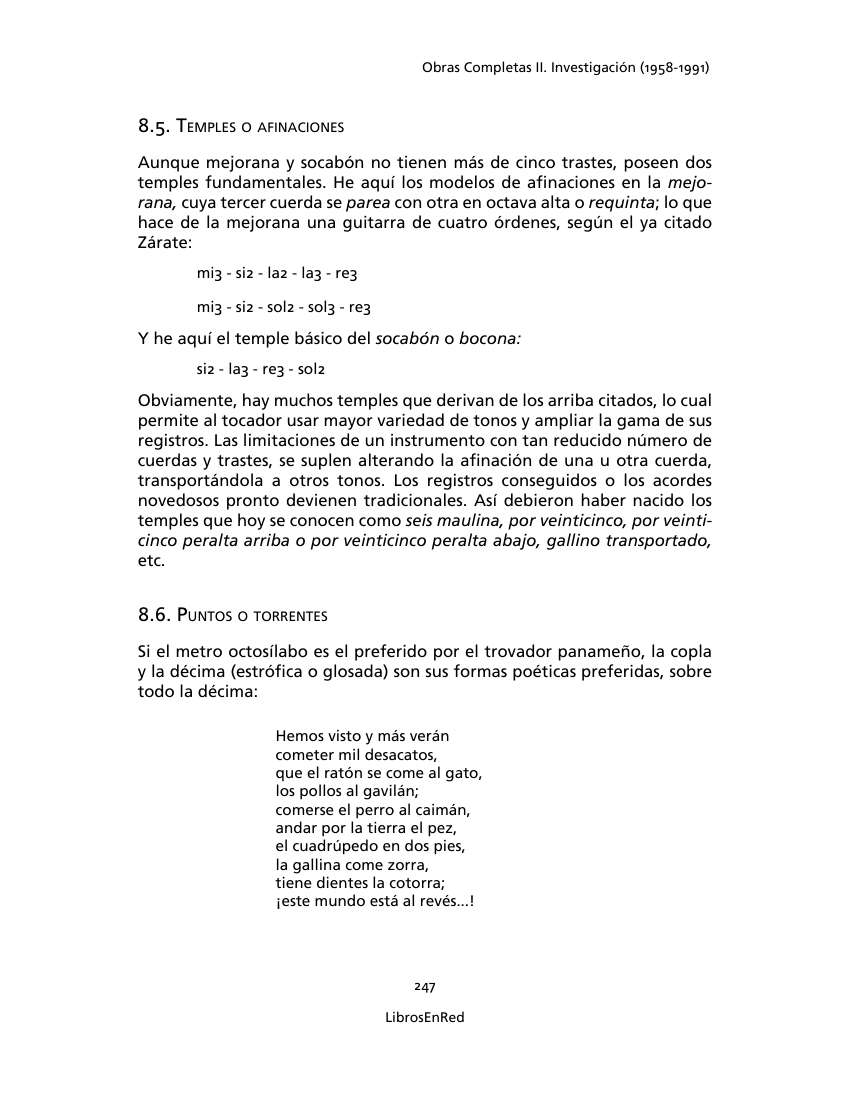 Obras Completas II. Investigación (1958-1991)
8.5. Temples o afinaciones
Aunque mejorana y socabón no tienen más de cinco trastes, poseen dos
temples fundamentales. He aquí los modelos de afinaciones en la mejo-
rana, cuya tercer cuerda se parea con otra en octava alta o requinta; lo que
hace de la mejorana una guitarra de cuatro órdenes, según el ya citado
Zárate:
mi3 - si2 - la2 - la3 - re3
mi3 - si2 - sol2 - sol3 - re3
Y he aquí el temple básico del socabón o bocona:
si2 - la3 - re3 - sol2
Obviamente, hay muchos temples que derivan de los arriba citados, lo cual
permite al tocador usar mayor variedad de tonos y ampliar la gama de sus
registros. Las limitaciones de un instrumento con tan reducido número de
cuerdas y trastes, se suplen alterando la afinación de una u otra cuerda,
transportándola a otros tonos. Los registros conseguidos o los acordes
novedosos pronto devienen tradicionales. Así debieron haber nacido los
temples que hoy se conocen como seis maulina, por veinticinco, por veinti-
cinco peralta arriba o por veinticinco peralta abajo, gallino transportado,
etc.
8.6. Puntos o torrentes
Si el metro octosílabo es el preferido por el trovador panameño, la copla
y la décima (estrófica o glosada) son sus formas poéticas preferidas, sobre
todo la décima:
Hemos visto y más verán
cometer mil desacatos,
que el ratón se come al gato,
los pollos al gavilán;
comerse el perro al caimán,
andar por la tierra el pez,
el cuadrúpedo en dos pies,
la gallina come zorra,
tiene dientes la cotorra;
¡este mundo está al revés...!
247
LibrosEnRed